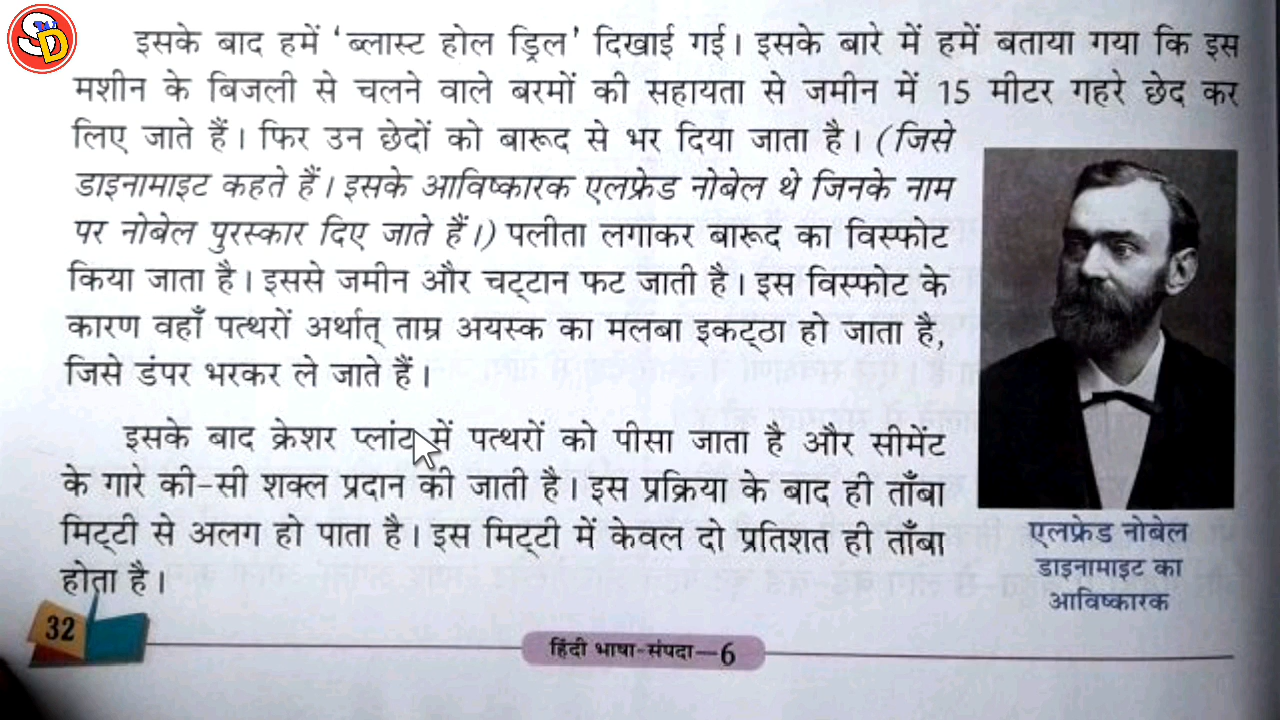 SD
इसके बाद हमें ‘ब्लास्ट होल ड्रिल’ दिखाई गई। इसके बारे में हमें बताया गया कि इस
मशीन के बिजली से चलने वाले बरमों की सहायता से जमीन में 15 मीटर गहरे छेद कर
लिए जाते हैं। फिर उन छेदों को बारूद से भर दिया जाता है। (जिसे
डाइनामाइट कहते हैं। इसके आविष्कारक एलफ्रेड नोबेल थे जिनके नाम
पर नोबेल पुरस्कार दिए जाते हैं।) पलीता लगाकर बारूद का विस्फोट
किया जाता है। इससे जमीन और चट्टान फट जाती है। इस विस्फोट के
कारण वहाँ पत्थरों अर्थात् ताम्र अयस्क का मलबा इकट्ठा हो जाता है,
जिसे डंपर भरकर ले जाते हैं।
इसके बाद क्रेशर प्लांट में पत्थरों को पीसा जाता है और सीमेंट
के गारे की-सी शक्ल प्रदान की जाती है। इस प्रक्रिया के बाद ही ताँबा
मिट्टी से अलग हो पाता है। इस मिट्टी में केवल दो प्रतिशत ही ताँबा
होता है।
एलफ्रेड नोबेल
डाइनामाइट का
आविष्कारक
32
हिंदी भाषा-संपदा—6